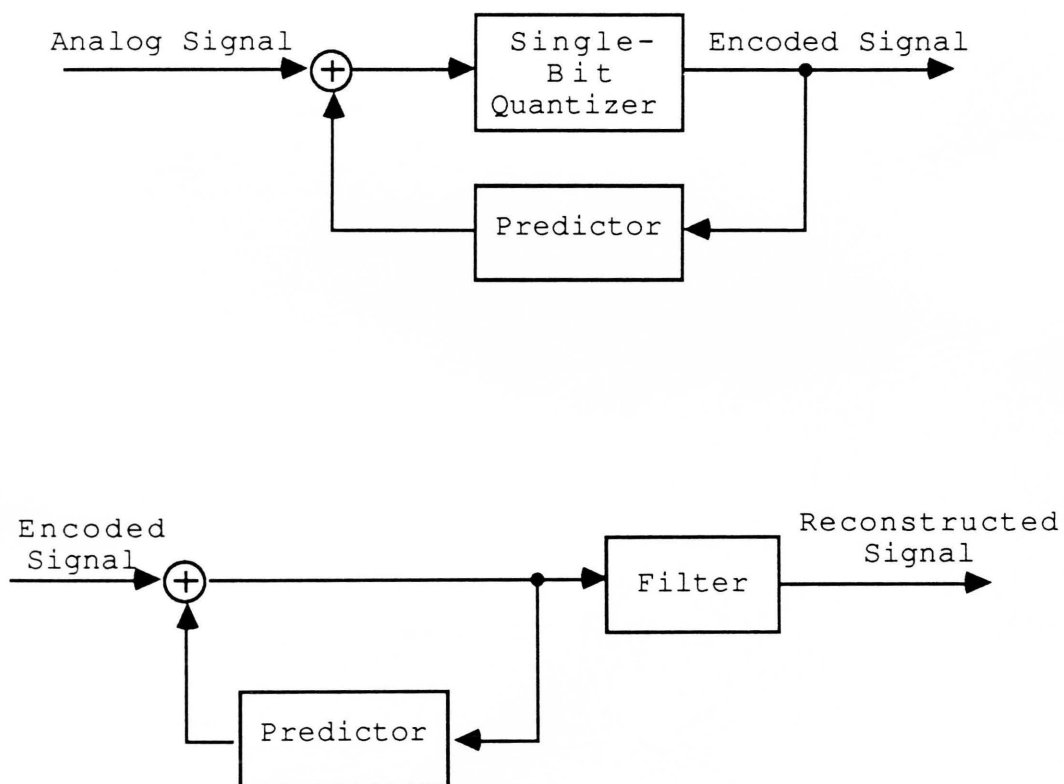 Analog Signal
Single-
Bit
Quantizer
Encoded Signal
Predictor
Encoded
Signal
Filter
Reconstructed
Signal
Predictor